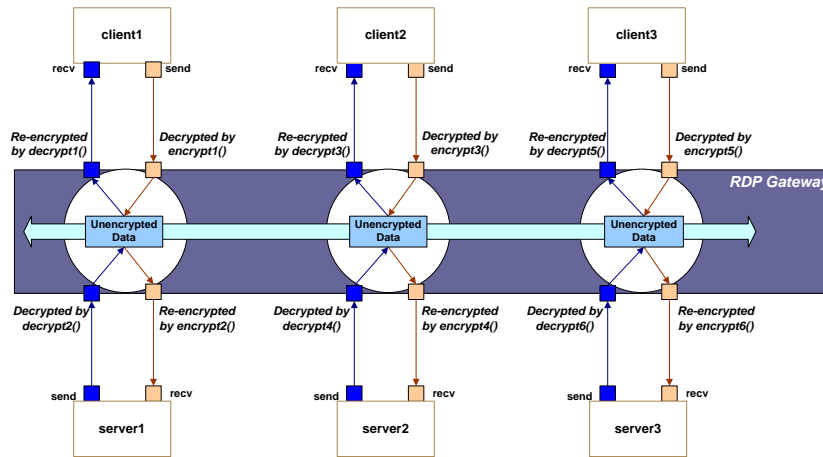 client1
client2
client3
recv
send
recv
send
recv
send
Re-encrypted
by decrypt1()
Decrypted by
encrypt1()
Re-ecrypted
by decrypt3()
Decrypted by
encrypt3()
Re-encrypted
by decrypt5()
Decrypted by
encrypt5()
RDP Gateway
Unencrypted
Data
Unencrypted
Data
Unencrypted
Data
Decrypted by
decrypt2()
Re-encrypted
by encrypt2()
Decrypted by
decrypt4()
Re-encrypted
by encrypt4()
Decrypted by
decrypt6()
Re-encrypted
by encrypt6()
send
recv
send
recv
send
recv
server1
server2
server3